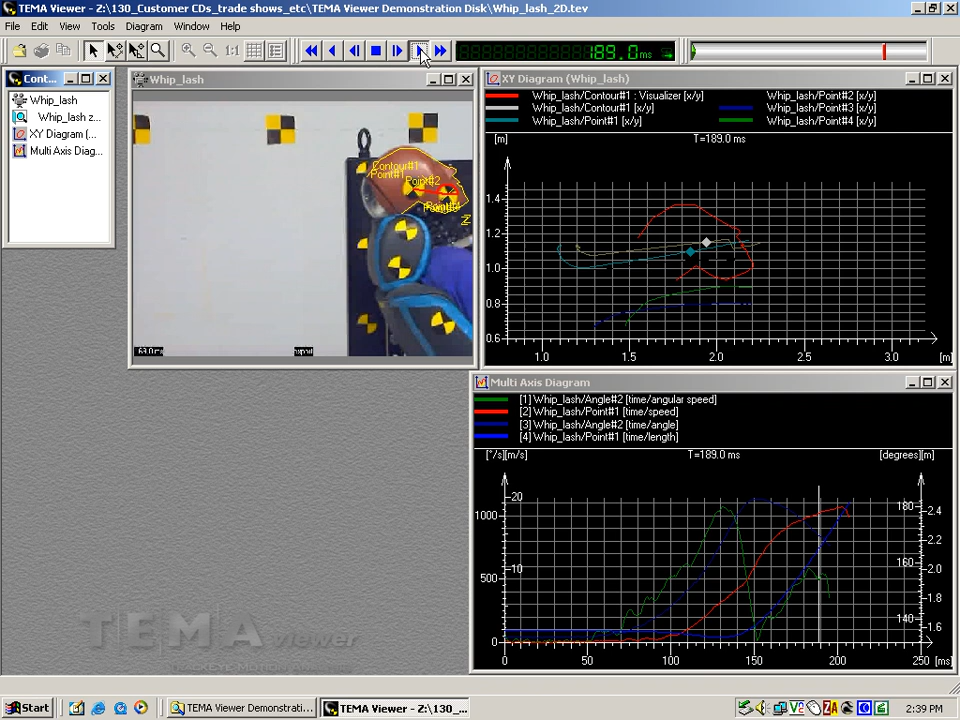 TEMA Viewer - Z:\130_Customer CDs_trade shows_etc\TEMA Viewer Demonstration Disk\Whip_lash_2D.tev
File Edit View Tools Diagram Window Help
1:1
189.0 ms
Cont...
Whip_lash
Whip_lash z...
XY Diagram (...
Multi Axis Diag...
Whip_lash
Contour#1
Point#1
Point#2
Z
XY Diagram (Whip_lash)
Whip_lash/Contour#1 : Visualizer [x/y]
Whip_lash/Point#2 [x/y]
Whip_lash/Contour#1 [x/y]
Whip_lash/Point#3 [x/y]
Whip_lash/Point#1 [x/y]
Whip_lash/Point#4 [x/y]
[m] T=189.0 ms
1.4
1.2
1.0
0.8
0.6
1.0 1.5 2.0 2.5 3.0 [m]
Multi Axis Diagram
[1] Whip_lash/Angle#2 [time/angular speed]
[2] Whip_lash/Point#1 [time/speed]
[3] Whip_lash/Angle#2 [time/angle]
[4] Whip_lash/Point#1 [time/length]
[°/s][m/s] T=189.0 ms [degrees][m]
20 180 2.4
1000 2.2
10 160 2.0
500 1.8
140 1.6
0
0 50 100 150 200 250 [ms]
TEMA viewer
TRACKEYE MOTION ANALYSIS
Start
TEMA Viewer Demonstrati...
TEMA Viewer - Z:\130_...
2:39 PM